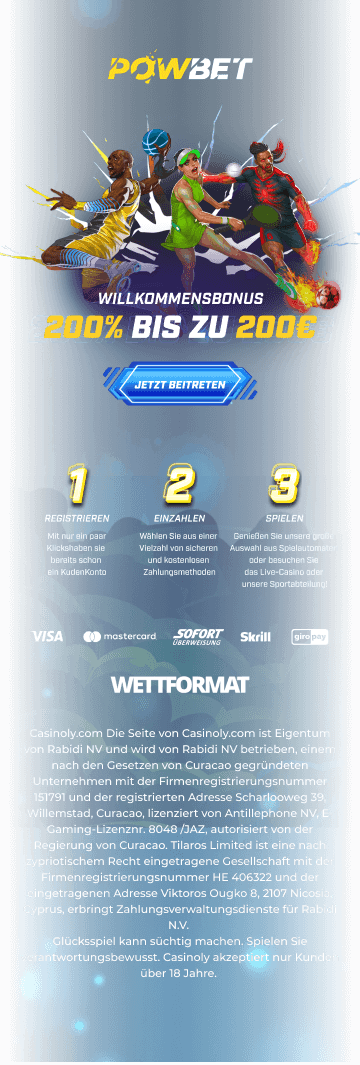 POWBET
WILLKOMMENSBONUS
200% BIS ZU 200€
JETZT BEITRETEN
1
REGISTRIEREN
Mit nur ein paar
Klickshaben sie
bereits schon
ein KudenKonto
2
EINZAHLEN
Wählen Sie aus einer
Vielzahl von sicheren
und kostenlosen
Zahlungsmethoden
3
SPIELEN
Genießen Sie unsere große
Auswahl aus Spielautomaten
oder besuchen Sie
das Live-Casino oder
unsere Sportabteilung!
VISA
mastercard
SOFORT
ÜBERWEISUNG
Skrill
giropay
WETTFORMAT
Casinoly.com Die Seite von Casinoly.com ist Eigentum
von Rabidi NV und wird von Rabidi NV betrieben, einem
nach den Gesetzen von Curacao gegründeten
Unternehmen mit der Firmenregistrierungsnummer
151791 und der registrierten Adresse Scharlooweg 39,
Willemstad, Curacao, lizenziert von Antillephone NV, E-
Gaming-Lizenznr. 8048 /JAZ, autorisiert von der
Regierung von Curacao. Tilaros Limited ist eine nach
zypriotischem Recht eingetragene Gesellschaft mit der
Firmenregistrierungsnummer HE 406322 und der
eingetragenen Adresse Viktoros Ougko 8, 2107 Nicosia,
Cyprus, erbringt Zahlungsverwaltungsdienste für Rabidi
N.V.
Glücksspiel kann süchtig machen. Spielen Sie
verantwortungsbewusst. Casinoly akzeptiert nur Kunden
über 18 Jahre.